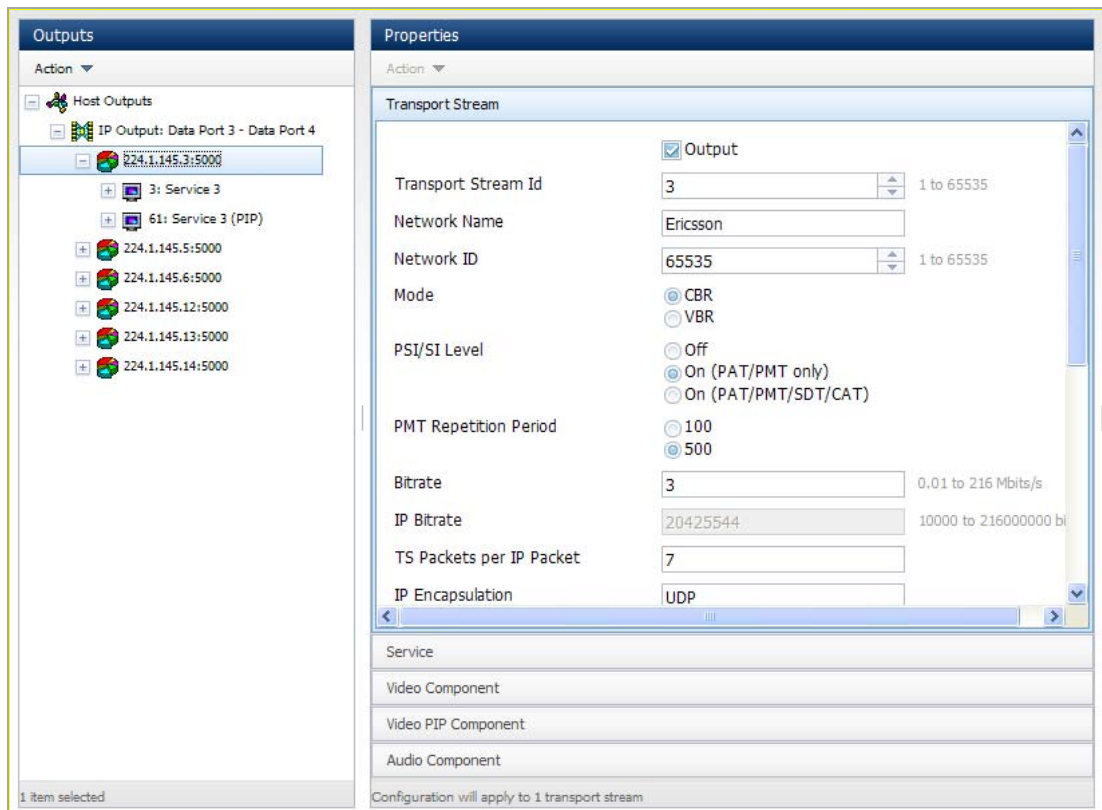 Outputs
Action
Host Outputs
IP Output: Data Port 3 - Data Port 4
224.1.145.3:5000
3: Service 3
61: Service 3 (PIP)
224.1.145.5:5000
224.1.145.6:5000
224.1.145.12:5000
224.1.145.13:5000
224.1.145.14:5000
1 item selected
Properties
Action
Transport Stream
Output
Transport Stream Id 3 1 to 65535
Network Name Ericsson
Network ID 65535 1 to 65535
Mode CBR
VBR
PSI/SI Level Off
On (PAT/PMT only)
On (PAT/PMT/SDT/CAT)
PMT Repetition Period 100
500
Bitrate 3 0.01 to 216 Mbits/s
IP Bitrate 20425544 10000 to 216000000 bi
TS Packets per IP Packet 7
IP Encapsulation UDP
Service
Video Component
Video PIP Component
Audio Component
Configuration will apply to 1 transport stream